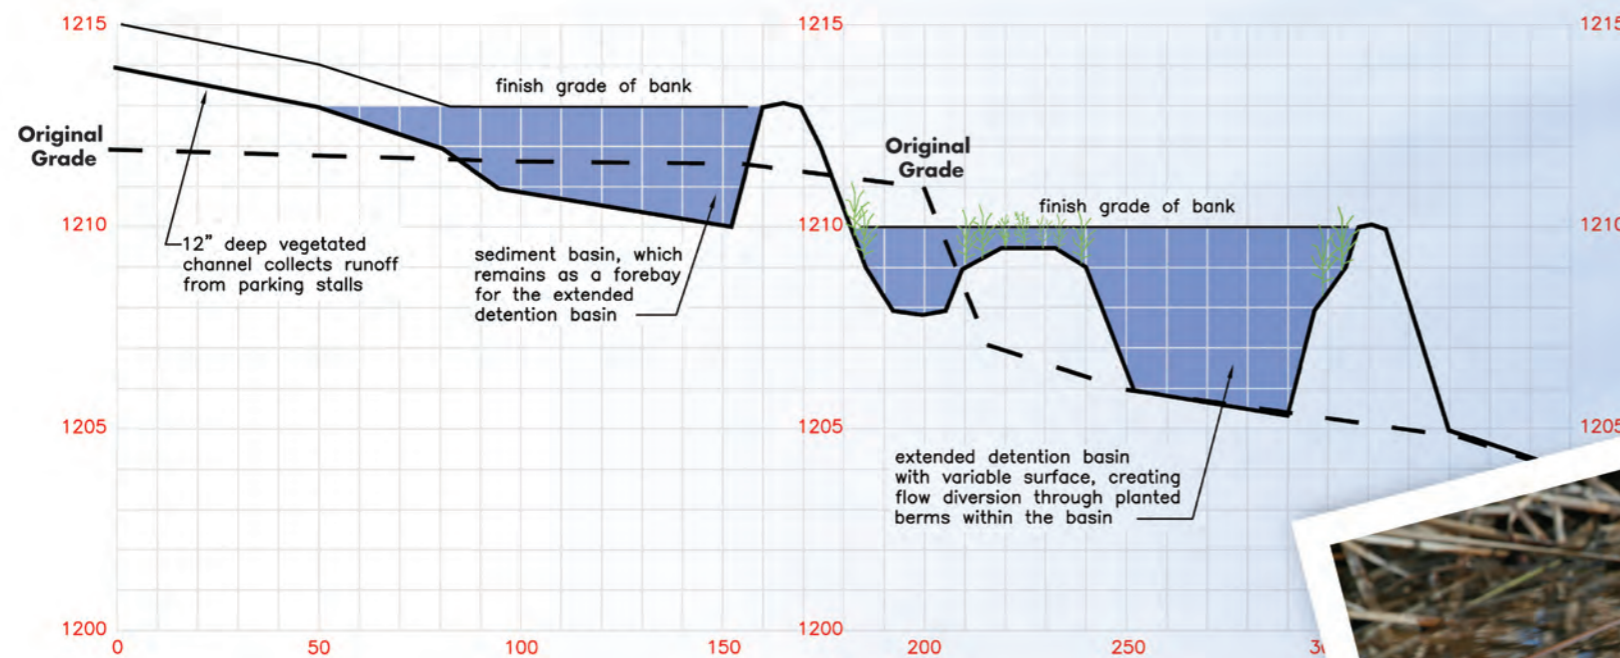 1215
1215
1215
finish grade of bank
Original
Grade
Original
Grade
1210
1210
1210
finish grade of bank
12" deep vegetated
channel collects runoff
from parking stalls
sediment basin, which
remains as a forebay
for the extended
detention basin
1205
1205
1205
extended detention basin
with variable surface, creating
flow diversion through planted
berms within the basin
1200
1200
0
50
100
150
200
250